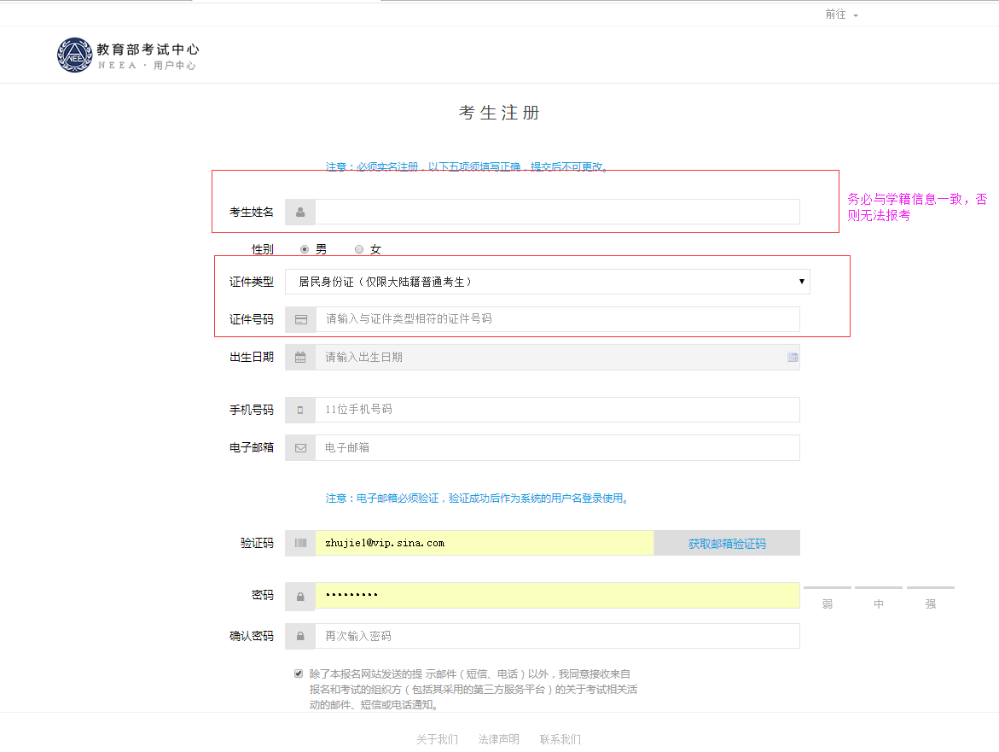 前往
教育部考试中心
NEEA · 用户中心
考生注册
注意：必须实名注册，以下五项须填写正确，提交后不可更改。
考生姓名
务必与学籍信息一致，否
则无法报考
性别 男 女
证件类型 居民身份证（仅限大陆籍普通考生）
证件号码 请输入与证件类型相符的证件号码
出生日期 请输入出生日期
手机号码 11位手机号码
电子邮箱 电子邮箱
注意：电子邮箱必须验证，验证成功后作为系统的用户名登录使用。
验证码 zhujie1@vip.sina.com 获取邮箱验证码
密码 •••••••••
弱 中 强
确认密码 再次输入密码
除了本报名网站发送的提 示邮件（短信、电话）以外，我同意接收来自
报名和考试的组织方（包括其采用的第三方服务平台）的关于考试相关活
动的邮件、短信或电话通知。
关于我们 法律声明 联系我们